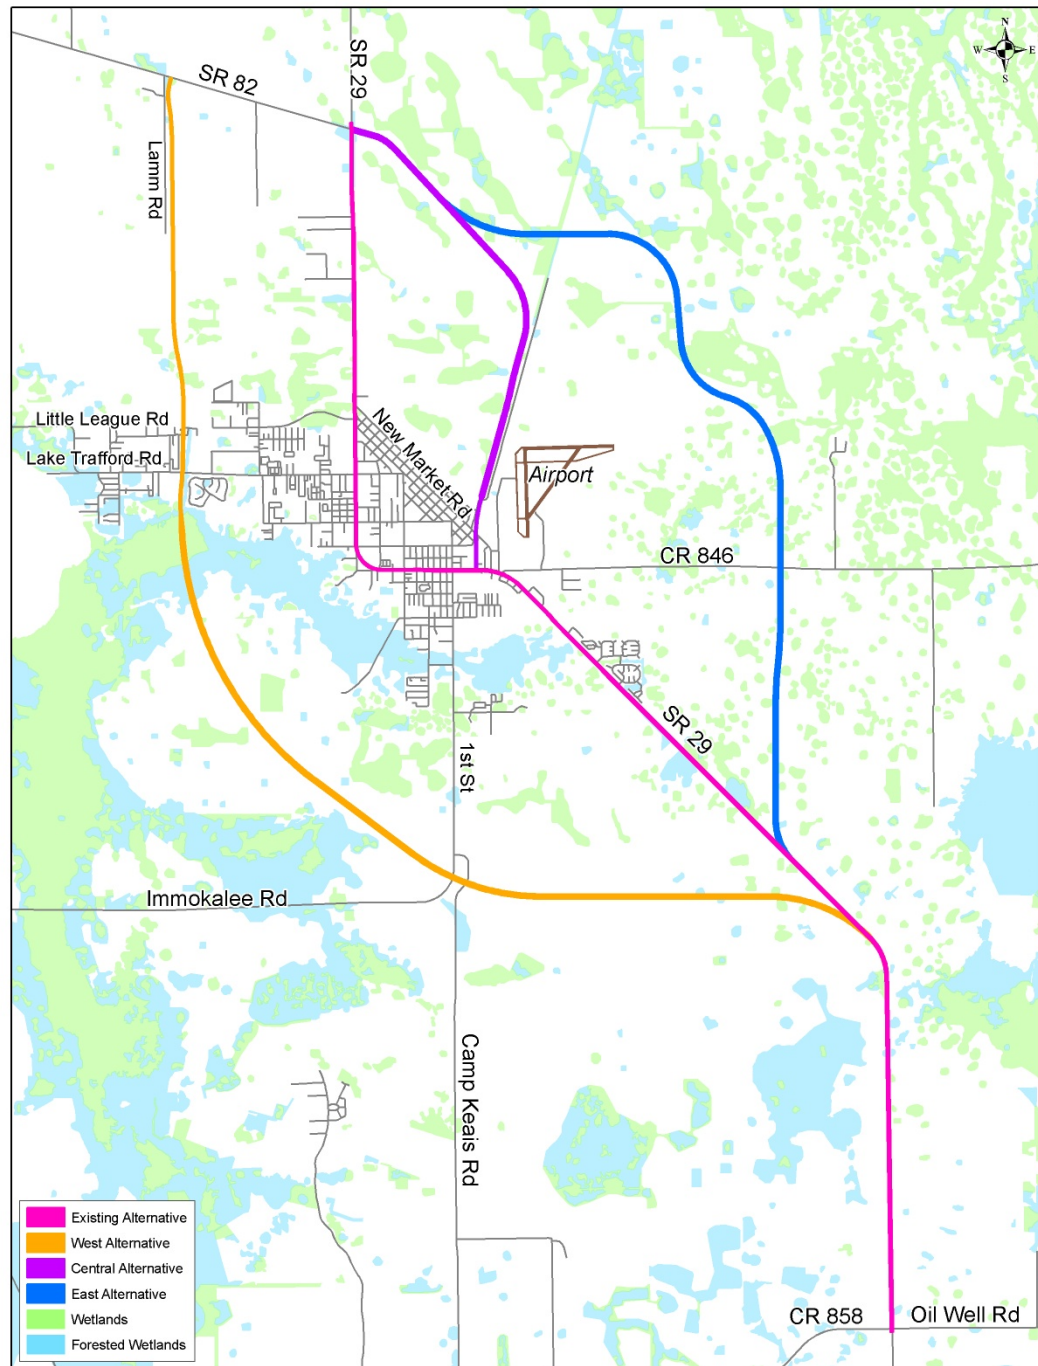 N
W E
S
SR 82
SR 29
Lamm Rd
Little League Rd
Lake Trafford Rd
New Market Rd
Airport
CR 846
SR 29
1st St
Immokalee Rd
Camp Keais Rd
CR 858
Oil Well Rd
Existing Alternative
West Alternative
Central Alternative
East Alternative
Wetlands
Forested Wetlands